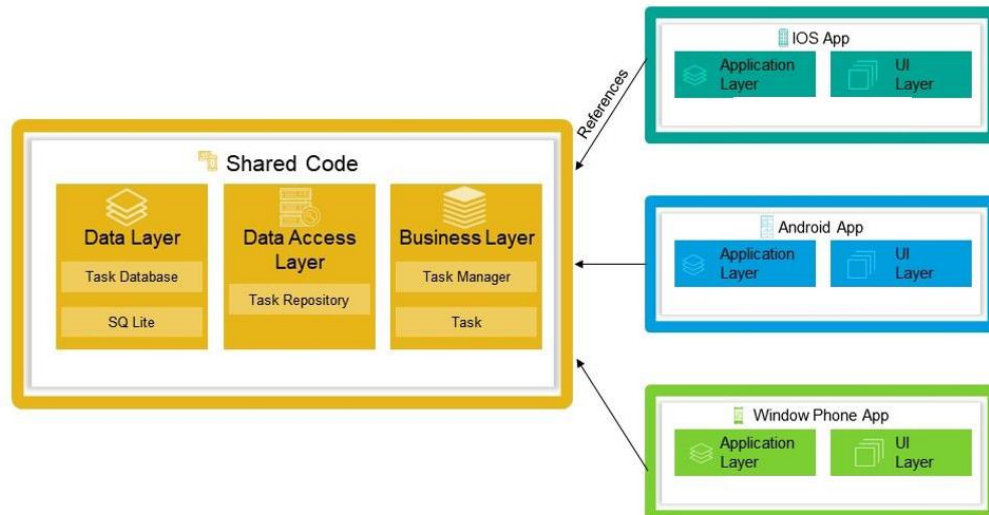 Shared Code
Data Layer
Task Database
SQ Lite
Data Access
Layer
Task Repository
Business Layer
Task Manager
Task
References
IOS App
Application
Layer
UI
Layer
Android App
Application
Layer
UI
Layer
Window Phone App
Application
Layer
UI
Layer